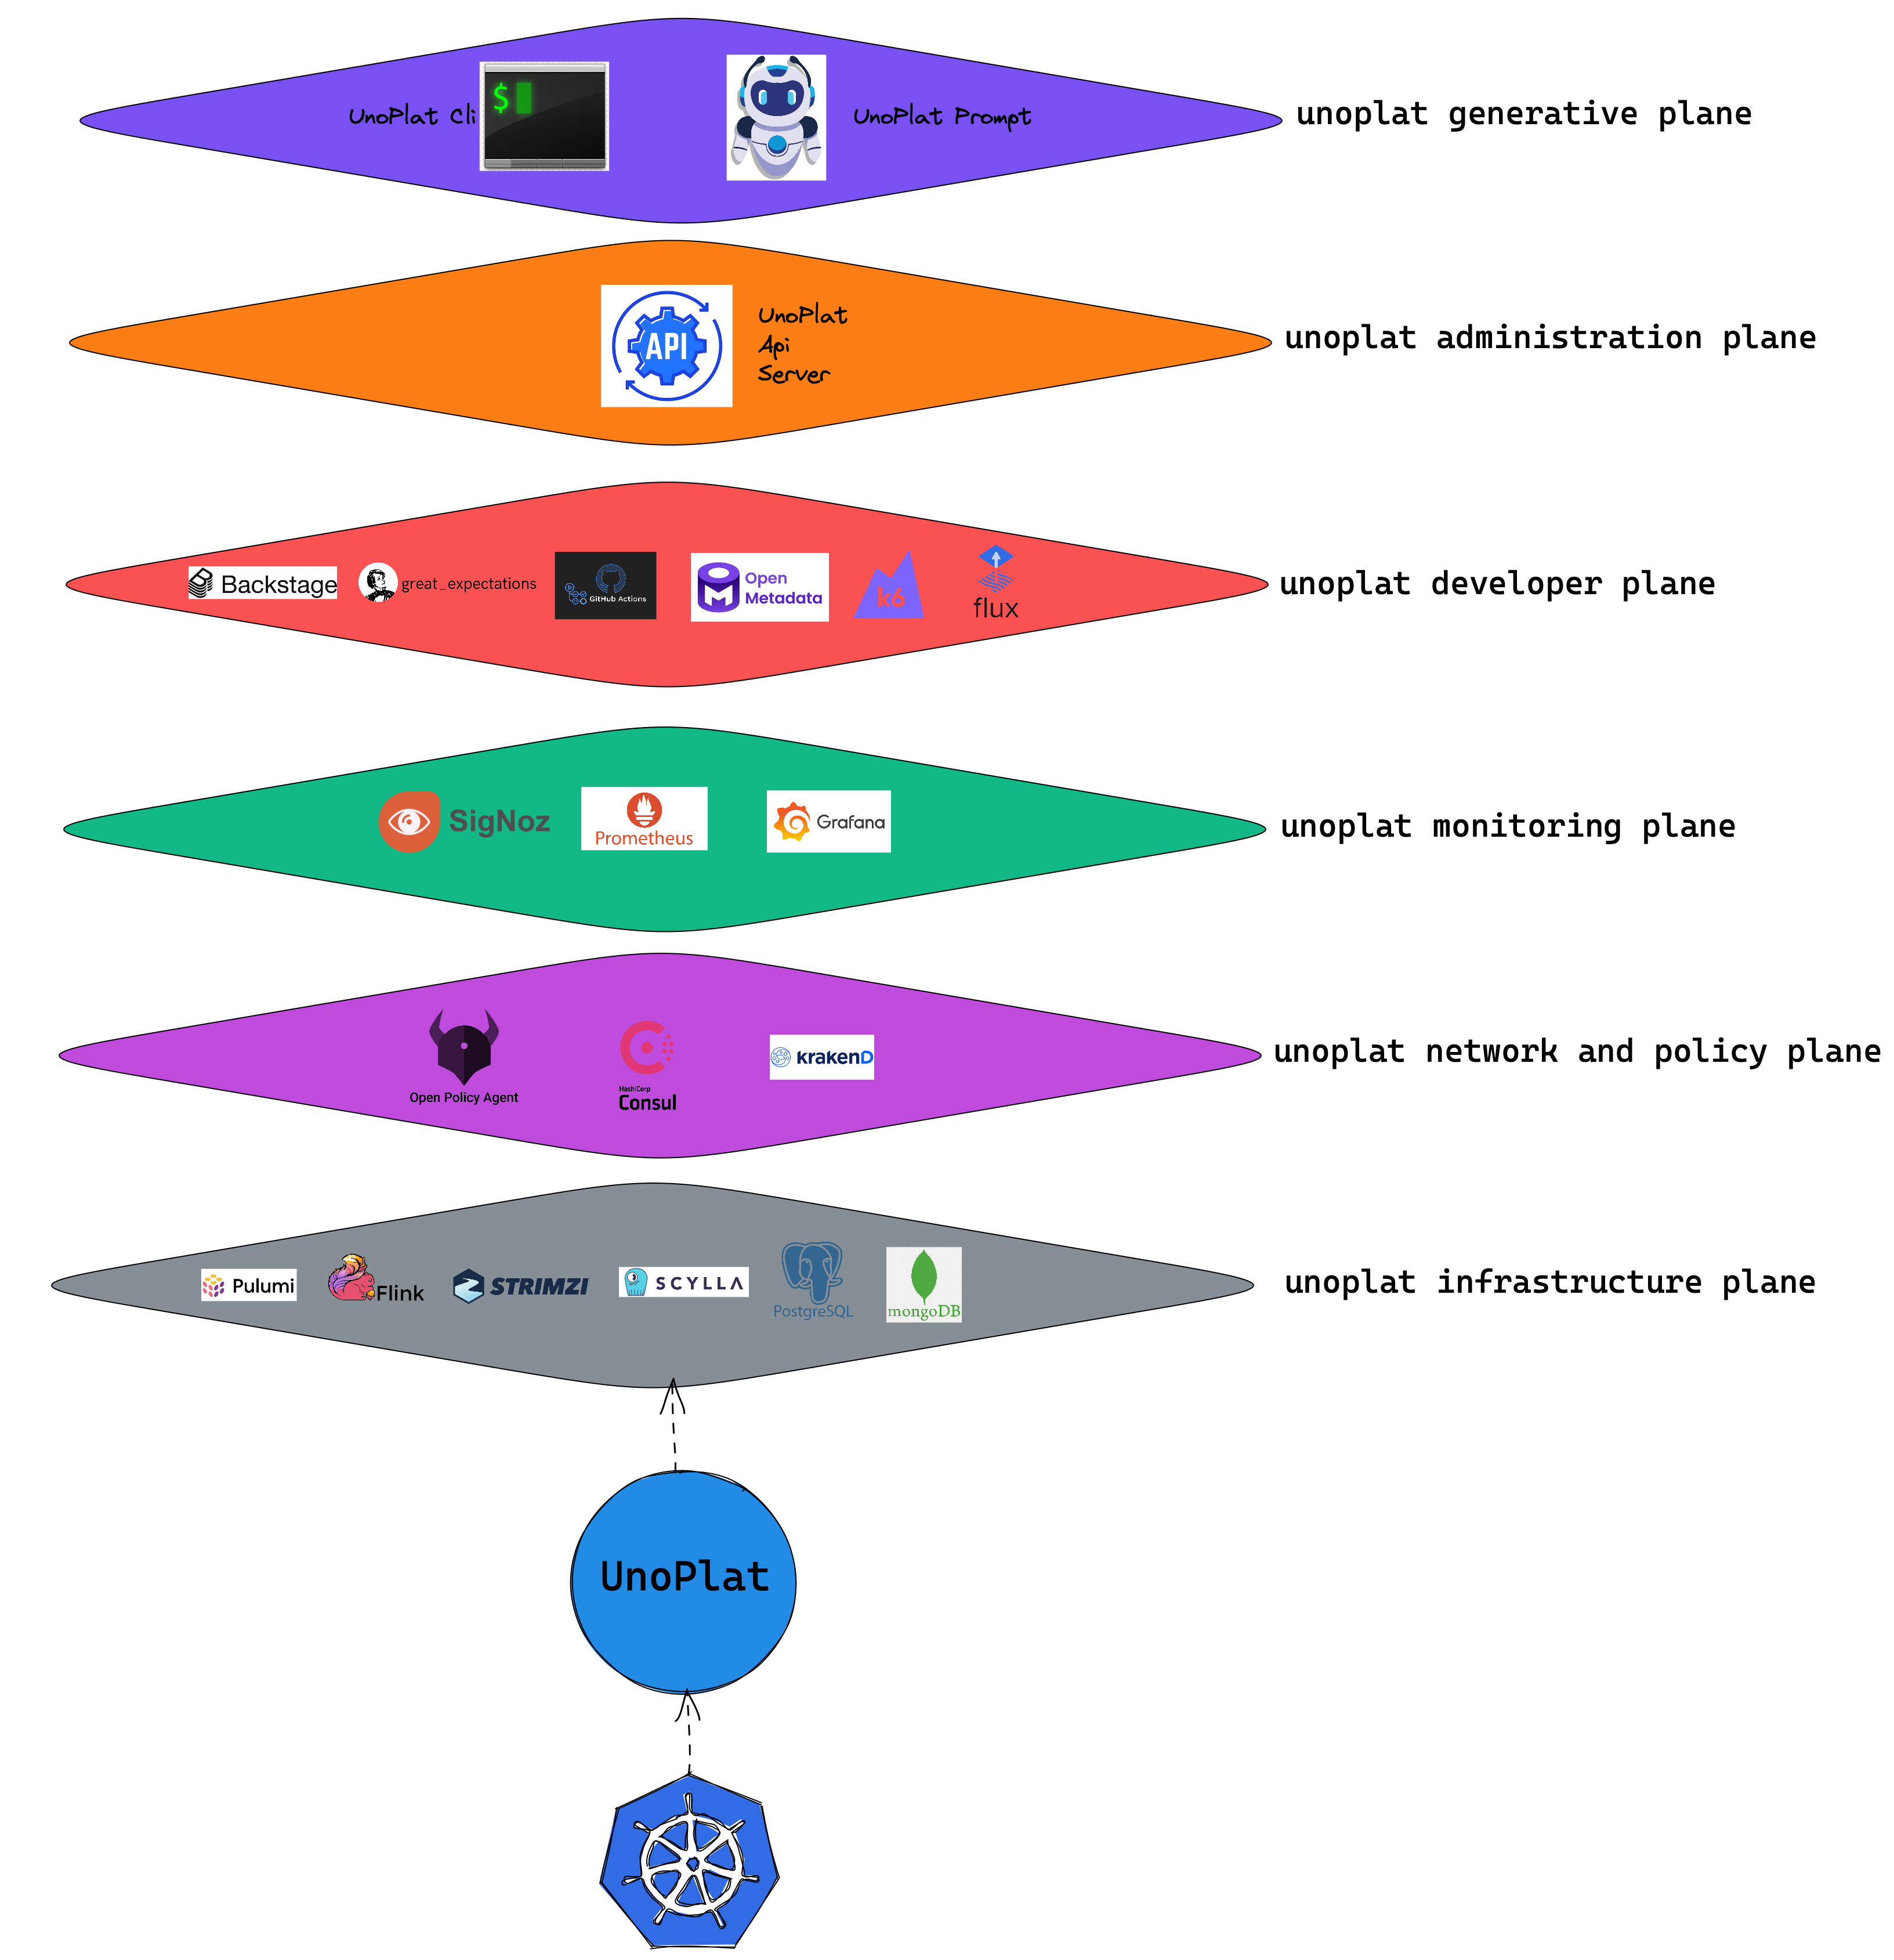 UnoPlat Cli
$
UnoPlat Prompt
unoplat generative plane
API
UnoPlat
Api
Server
unoplat administration plane
Backstage
great_expectations
GitHub Actions
Open
Metadata
k6
flux
unoplat developer plane
SigNoz
Prometheus
Grafana
unoplat monitoring plane
Open Policy Agent
HashiCorp
Consul
krakenD
unoplat network and policy plane
Pulumi
Flink
STRIMZI
SCYLLA
PostgreSQL
mongoDB
unoplat infrastructure plane
UnoPlat